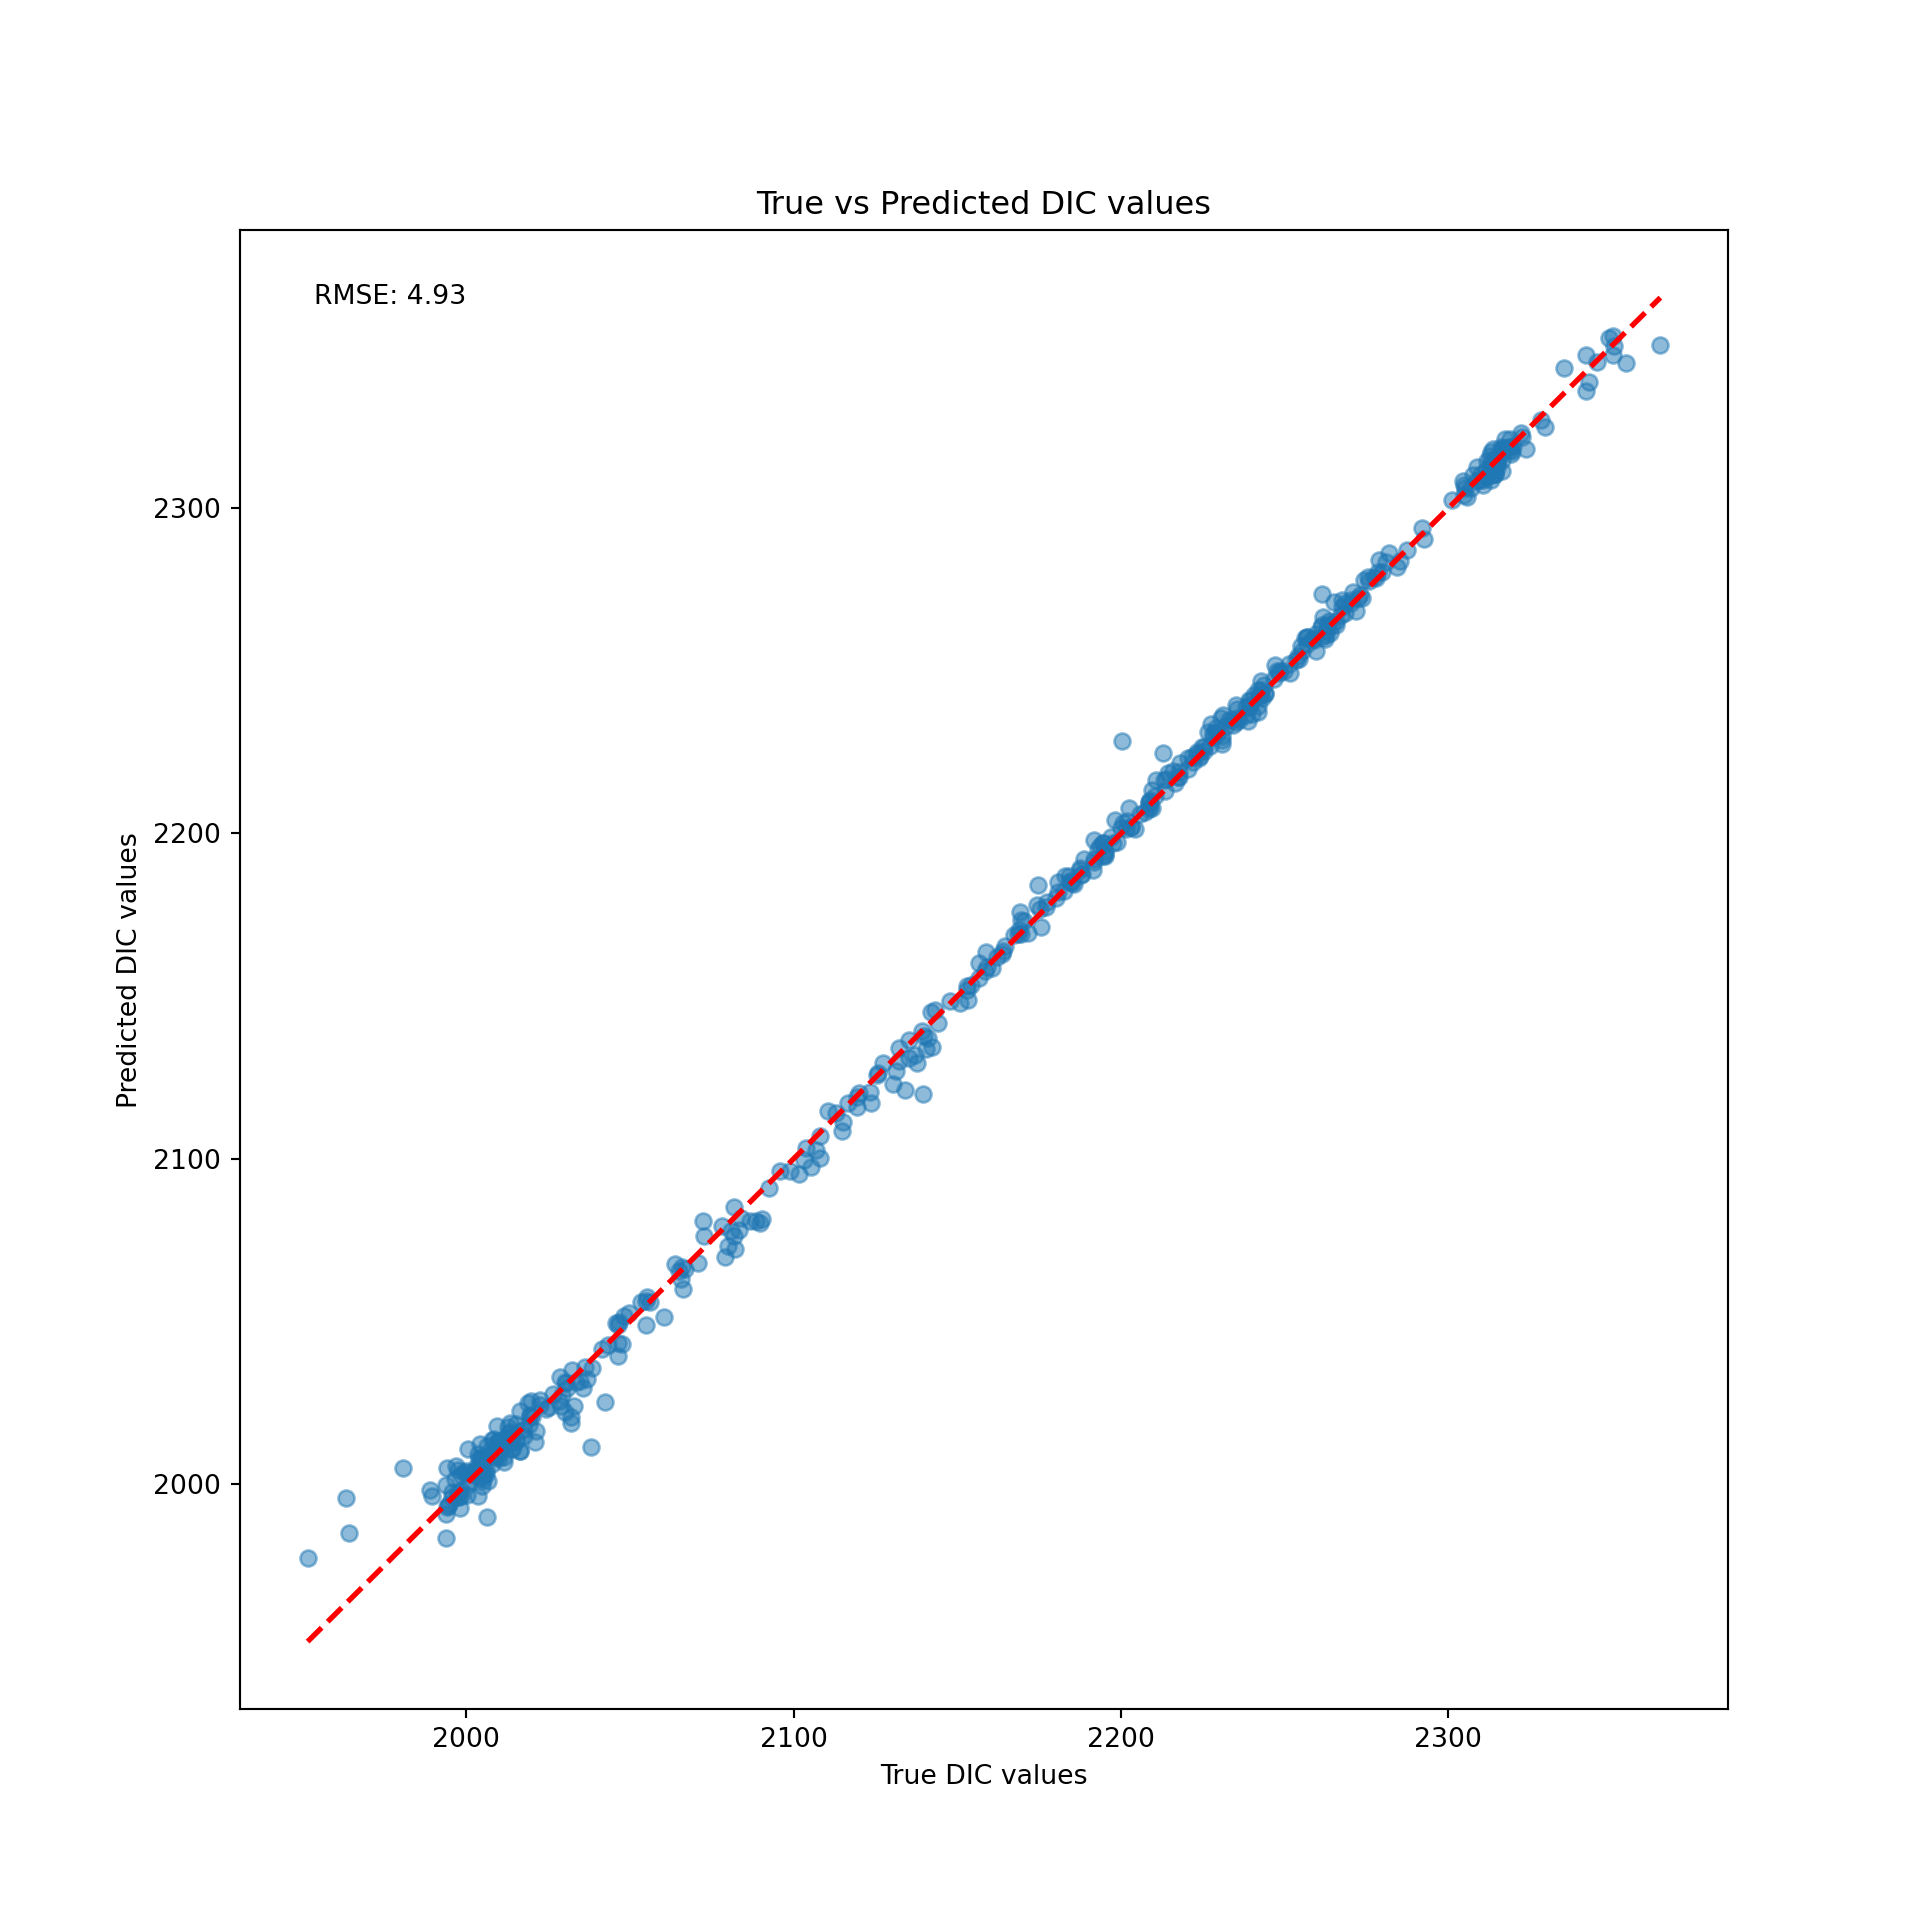 True vs Predicted DIC values
RMSE: 4.93
Predicted DIC values
2300
2200
2100
2000
2000 2100 2200 2300
True DIC values